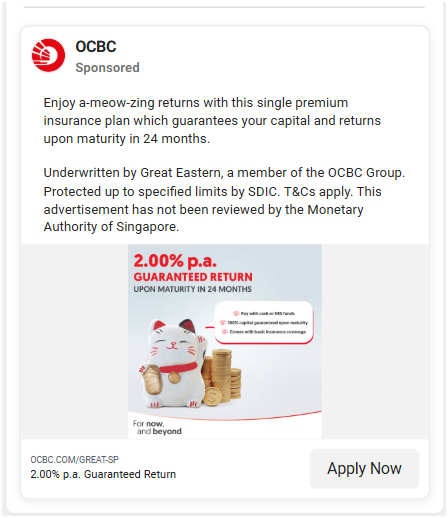 OCBC
Sponsored
Enjoy a-meow-zing returns with this single premium
insurance plan which guarantees your capital and returns
upon maturity in 24 months.
Underwritten by Great Eastern, a member of the OCBC Group.
Protected up to specified limits by SDIC. T&Cs apply. This
advertisement has not been reviewed by the Monetary
Authority of Singapore.
2.00% p.a.
GUARANTEED RETURN
UPON MATURITY IN 24 MONTHS
Pay with cash or SRS funds
100% capital guaranteed upon maturity
Comes with basic insurance coverage
For now,
and beyond
OCBC.COM/GREAT-SP
2.00% p.a. Guaranteed Return
Apply Now